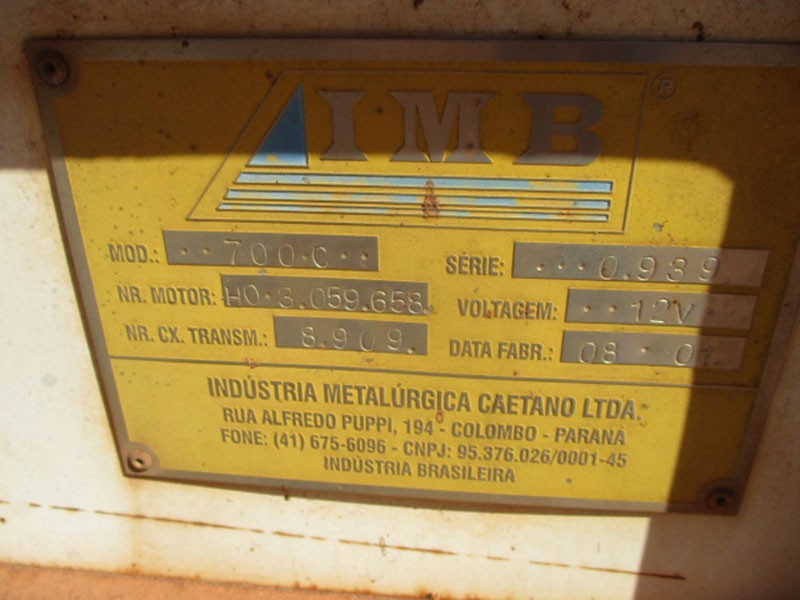 IMB ®
MOD.: ··700·C·· SÉRIE: ···0.939.
NR. MOTOR: HO·3.059.658. VOLTAGEM: ··12V·
NR. CX. TRANSM.: 8.909. DATA FABR.: 08·01
INDÚSTRIA METALÚRGICA CAETANO LTDA.
RUA ALFREDO PUPPI, 194 - COLOMBO - PARANÁ
FONE: (41) 675-6096 - CNPJ: 95.376.026/0001-45
INDÚSTRIA BRASILEIRA